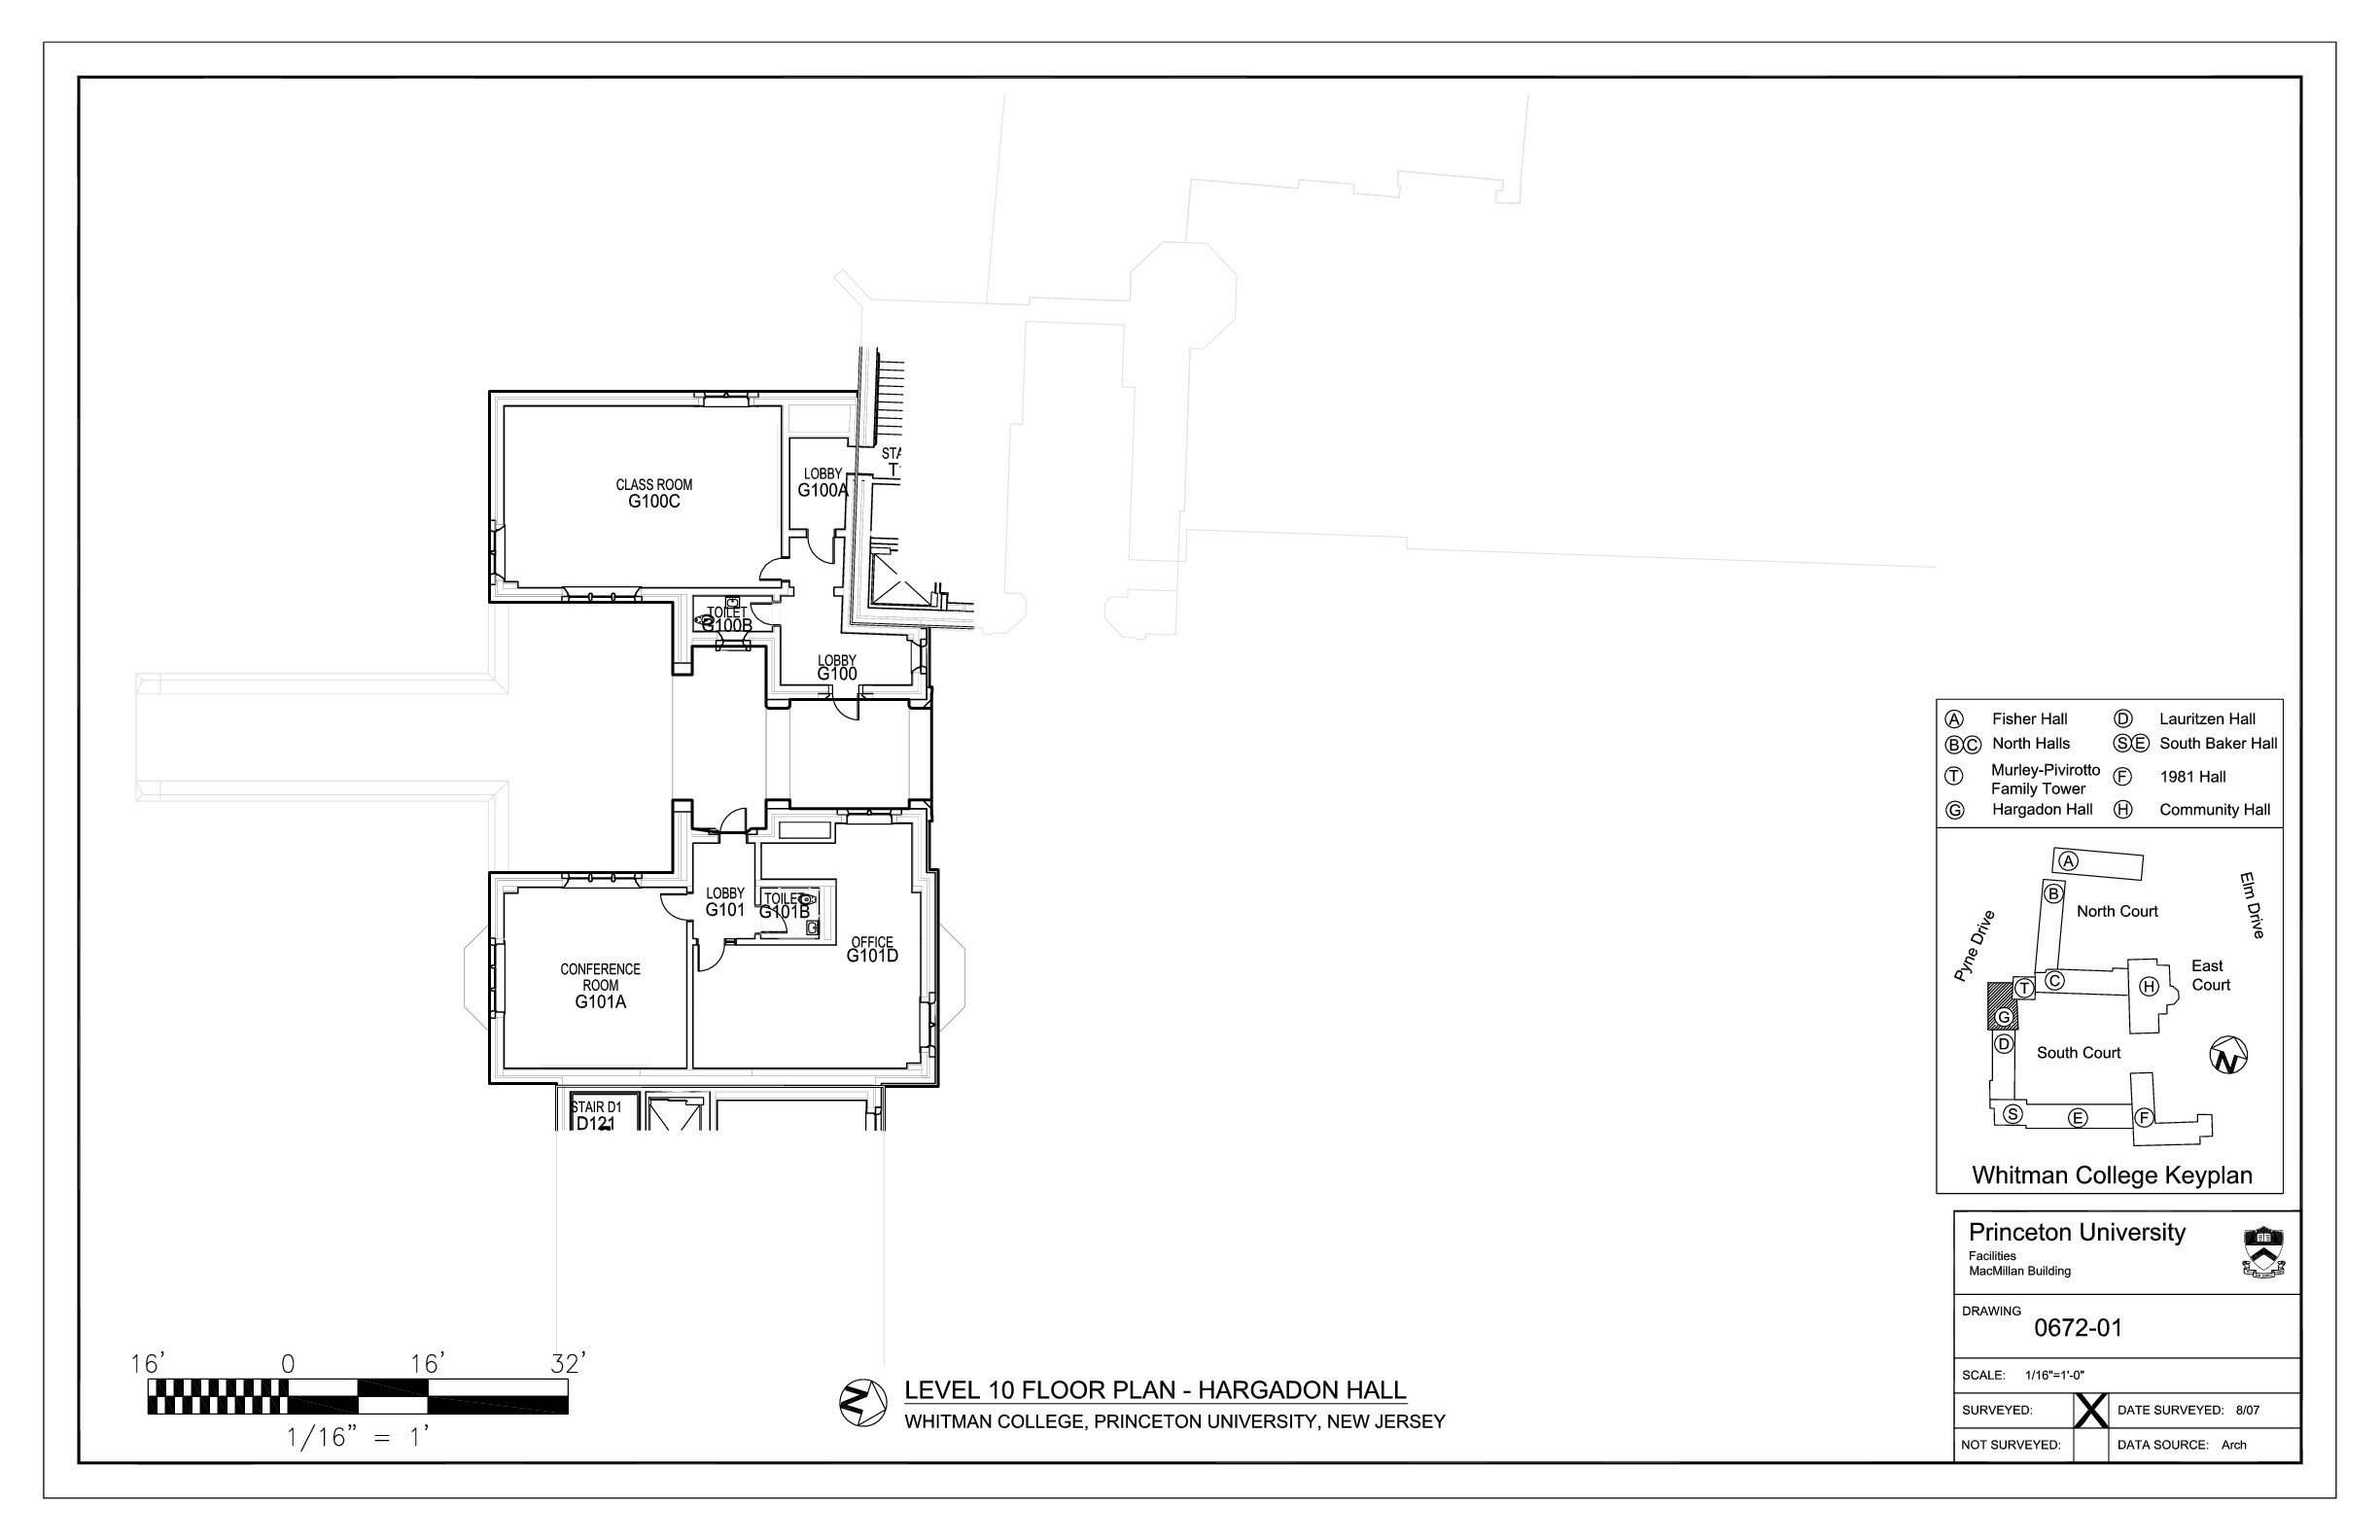 CLASS ROOM
G100C
LOBBY
G100A
STA
T
TOILET
G100B
LOBBY
G100
LOBBY
G101
TOILET
G101B
OFFICE
G101D
CONFERENCE
ROOM
G101A
STAIR D1
D121
A Fisher Hall
D Lauritzen Hall
B C North Halls
S E South Baker Hall
T Murley-Pivirotto
Family Tower
F 1981 Hall
G Hargadon Hall
H Community Hall
A
B
North Court
Elm Drive
Pyne Drive
East
Court
C
T
H
G
D
South Court
N
S
E
F
Whitman College Keyplan
Princeton University
Facilities
MacMillan Building
DRAWING
0672-01
SCALE: 1/16"=1'-0"
SURVEYED: X DATE SURVEYED: 8/07
NOT SURVEYED: DATA SOURCE: Arch
16' 0 16' 32'
1/16" = 1'
N
LEVEL 10 FLOOR PLAN - HARGADON HALL
WHITMAN COLLEGE, PRINCETON UNIVERSITY, NEW JERSEY